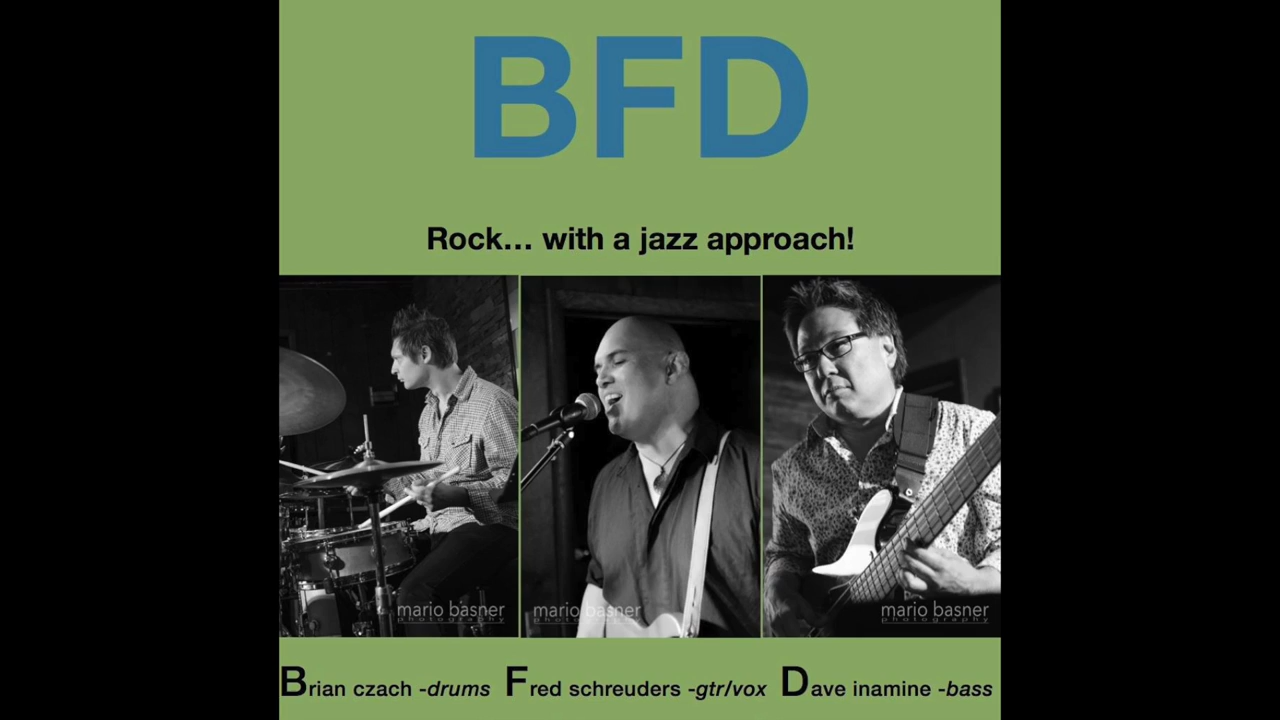 BFD
Rock... with a jazz approach!
mario basner
photography
mario basner
photography
mario basner
photography
Brian czach -drums Fred schreuders -gtr/vox Dave inamine -bass